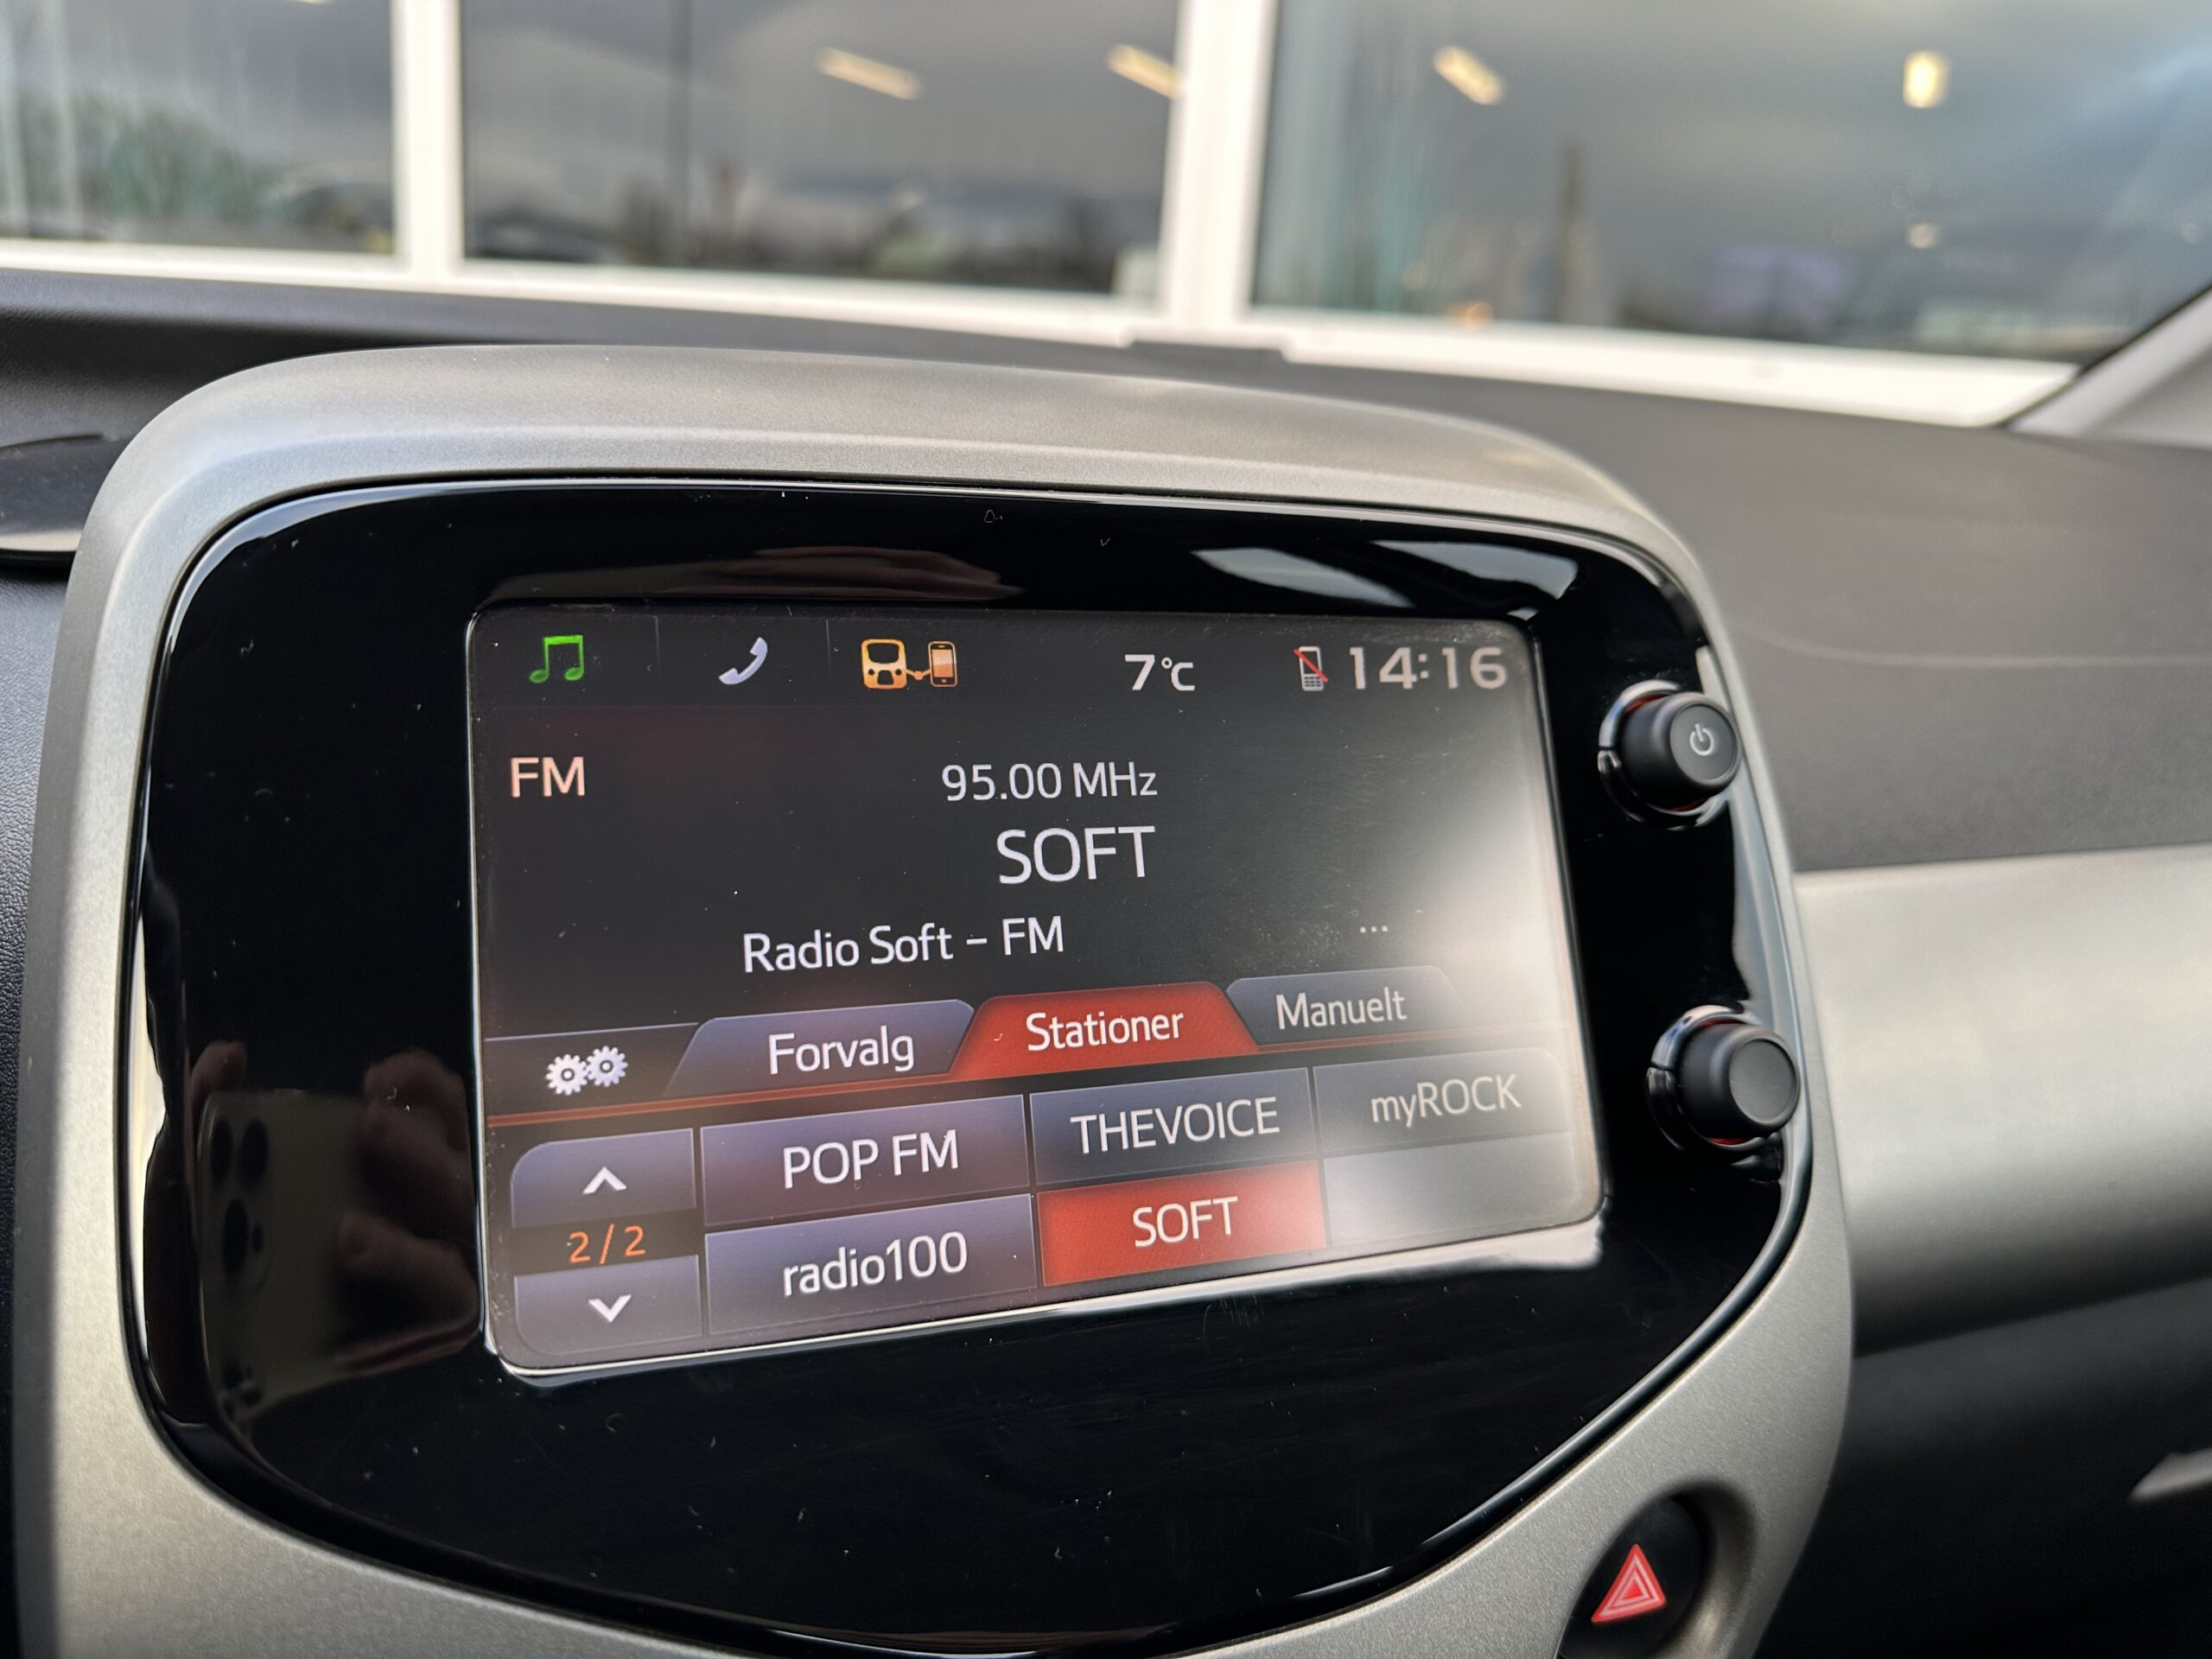 7°C 14:16
FM
95.00 MHz
SOFT
Radio Soft – FM ...
Forvalg Stationer Manuelt
POP FM THEVOICE myROCK
2/2
radio100 SOFT